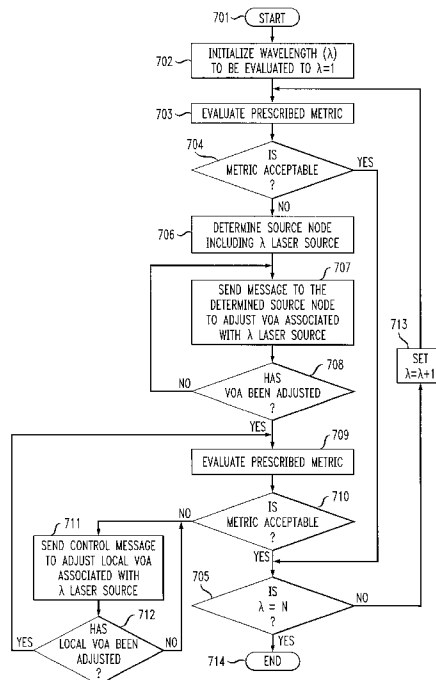 701
START
702
INITIALIZE WAVELENGTH (λ)
TO BE EVALUATED TO λ=1
703
EVALUATE PRESCRIBED METRIC
704
IS
METRIC ACCEPTABLE
?
YES
NO
706
DETERMINE SOURCE NODE
INCLUDING λ LASER SOURCE
707
SEND MESSAGE TO THE
DETERMINED SOURCE NODE
TO ADJUST VOA ASSOCIATED
WITH λ LASER SOURCE
713
SET
λ=λ+1
708
HAS
VOA BEEN ADJUSTED
?
NO
YES
709
EVALUATE PRESCRIBED METRIC
710
IS
METRIC ACCEPTABLE
?
NO
YES
711
SEND CONTROL MESSAGE
TO ADJUST LOCAL VOA
ASSOCIATED WITH
λ LASER SOURCE
705
IS
λ = N
?
NO
YES
712
HAS
LOCAL VOA BEEN
ADJUSTED
?
YES
NO
714
END